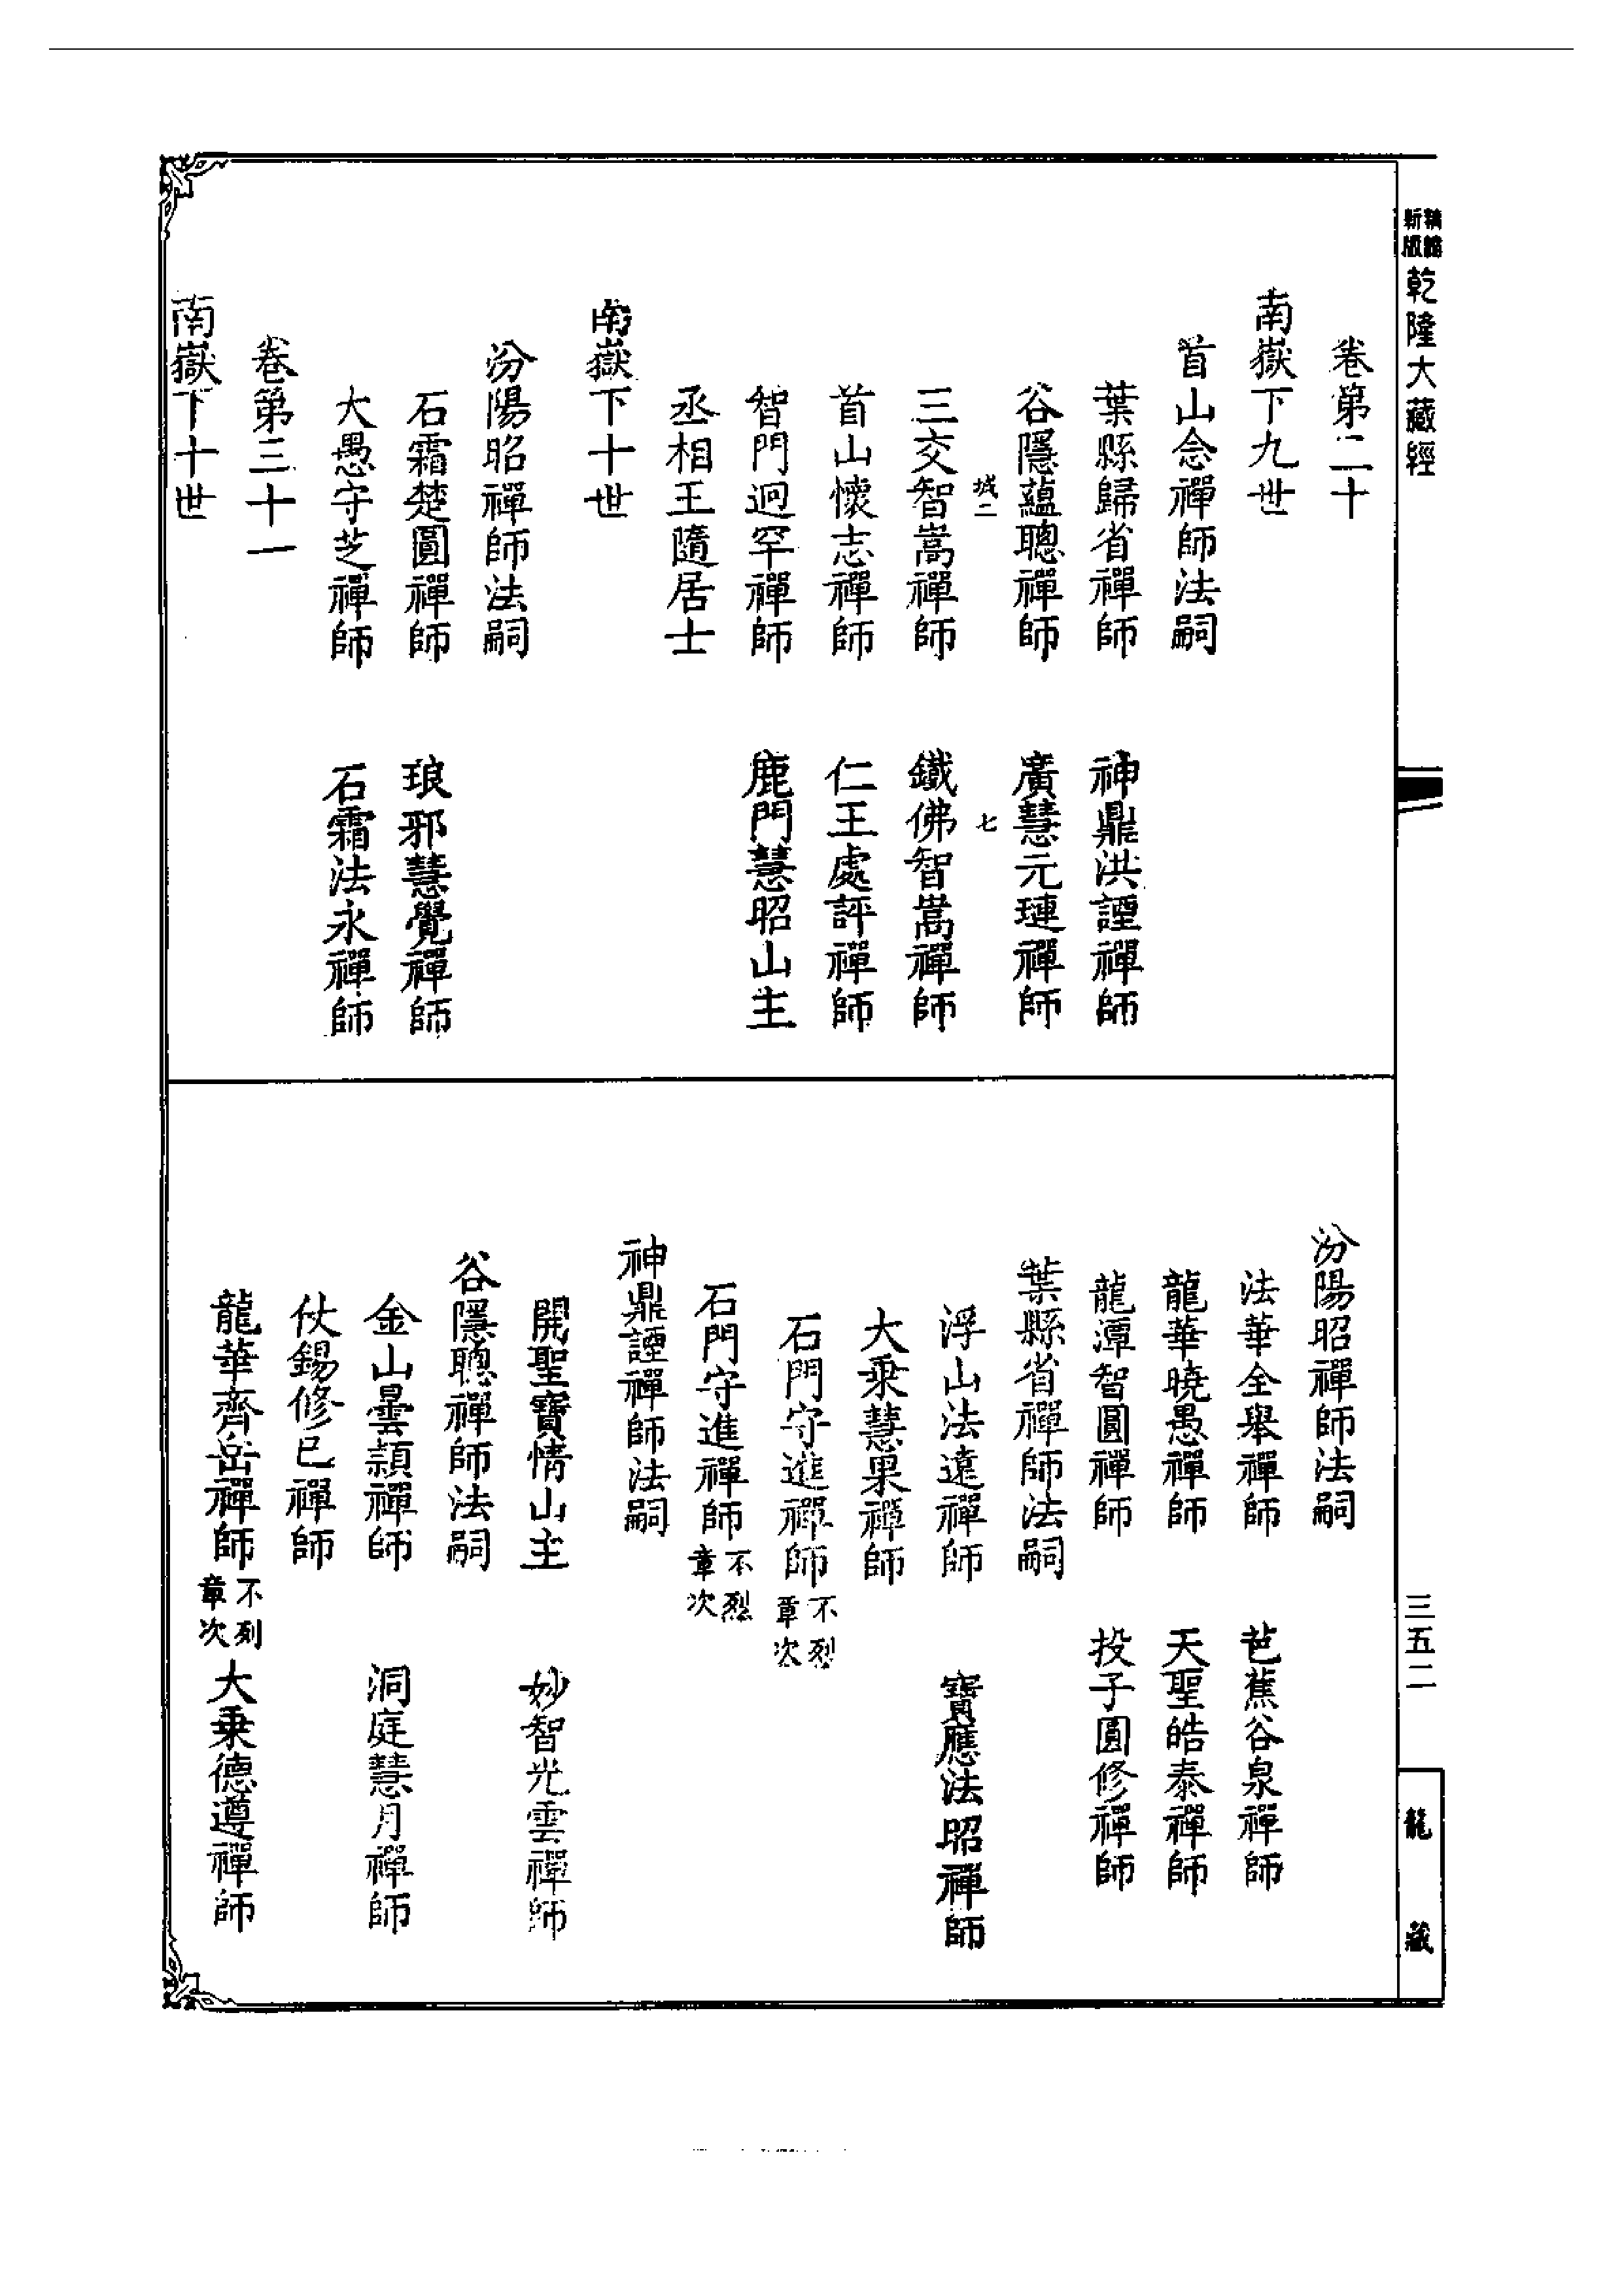 精縮新版乾隆大藏經
三五二
龍藏
卷第二十
南嶽下九世
首山念禪師法嗣
葉縣歸省禪師 神鼎洪諲禪師
谷隱蘊聰禪師 廣慧元璉禪師
城二 七
三交智嵩禪師 鐵佛智嵩禪師
首山懷志禪師 仁王處評禪師
智門迥罕禪師 鹿門慧昭山主
丞相王隨居士
南嶽下十世
汾陽昭禪師法嗣
石霜楚圓禪師 琅邪慧覺禪師
大愚守芝禪師 石霜法永禪師
卷第三十一
南嶽下十世
汾陽昭禪師法嗣
法華全舉禪師 芭蕉谷泉禪師
龍華曉愚禪師 天聖皓泰禪師
龍潭智圓禪師 投子圓修禪師
葉縣省禪師法嗣
浮山法遠禪師 寶應法昭禪師
大乘慧果禪師
石門守進禪師不烈章次
石門守進禪師不烈章次
神鼎諲禪師法嗣
開聖寶情山主 妙智光雲禪師
谷隱聰禪師法嗣
金山曇頴禪師 洞庭慧月禪師
仗錫修已禪師
龍華齊岳禪師不列章次 大乘德遵禪師